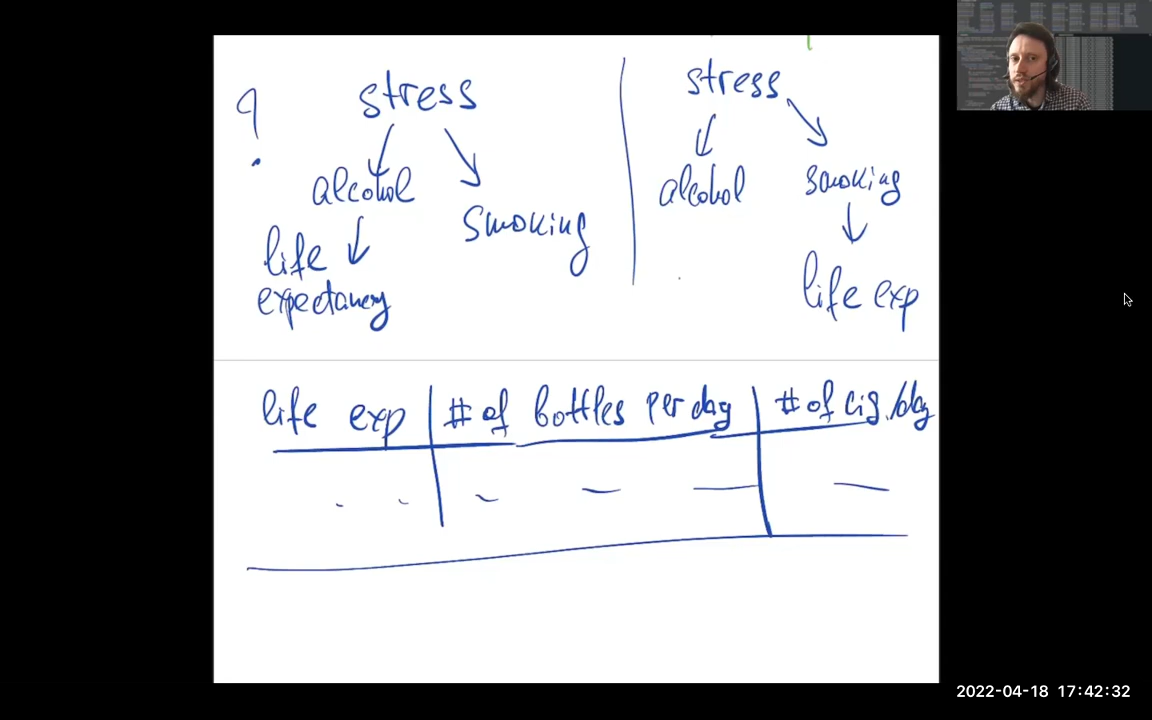 ?
stress
alcohol
smoking
life
expectancy
stress
alcohol
smoking
life exp
life exp # of bottles per day # of cig./day
2022-04-18 17:42:32